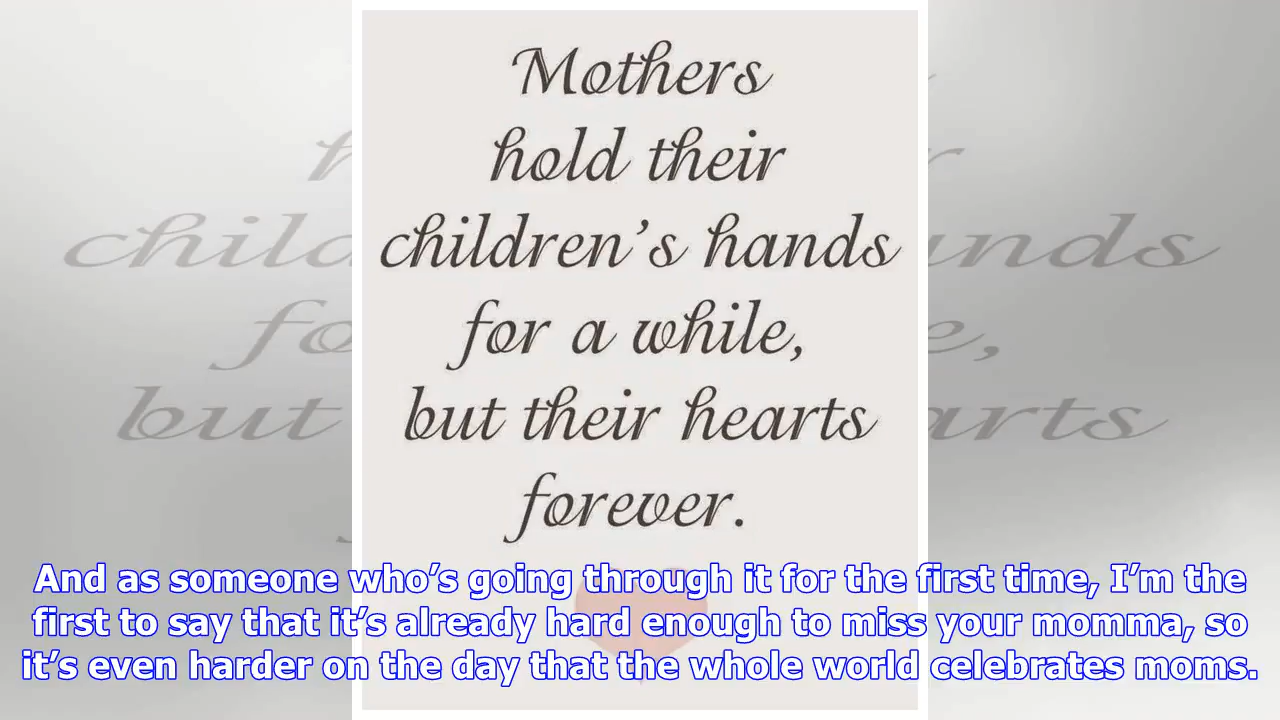 Mothers
hold their
children’s hands
for a while,
but their hearts
forever.
And as someone who’s going through it for the first time, I’m the
first to say that it’s already hard enough to miss your momma, so
it’s even harder on the day that the whole world celebrates moms.